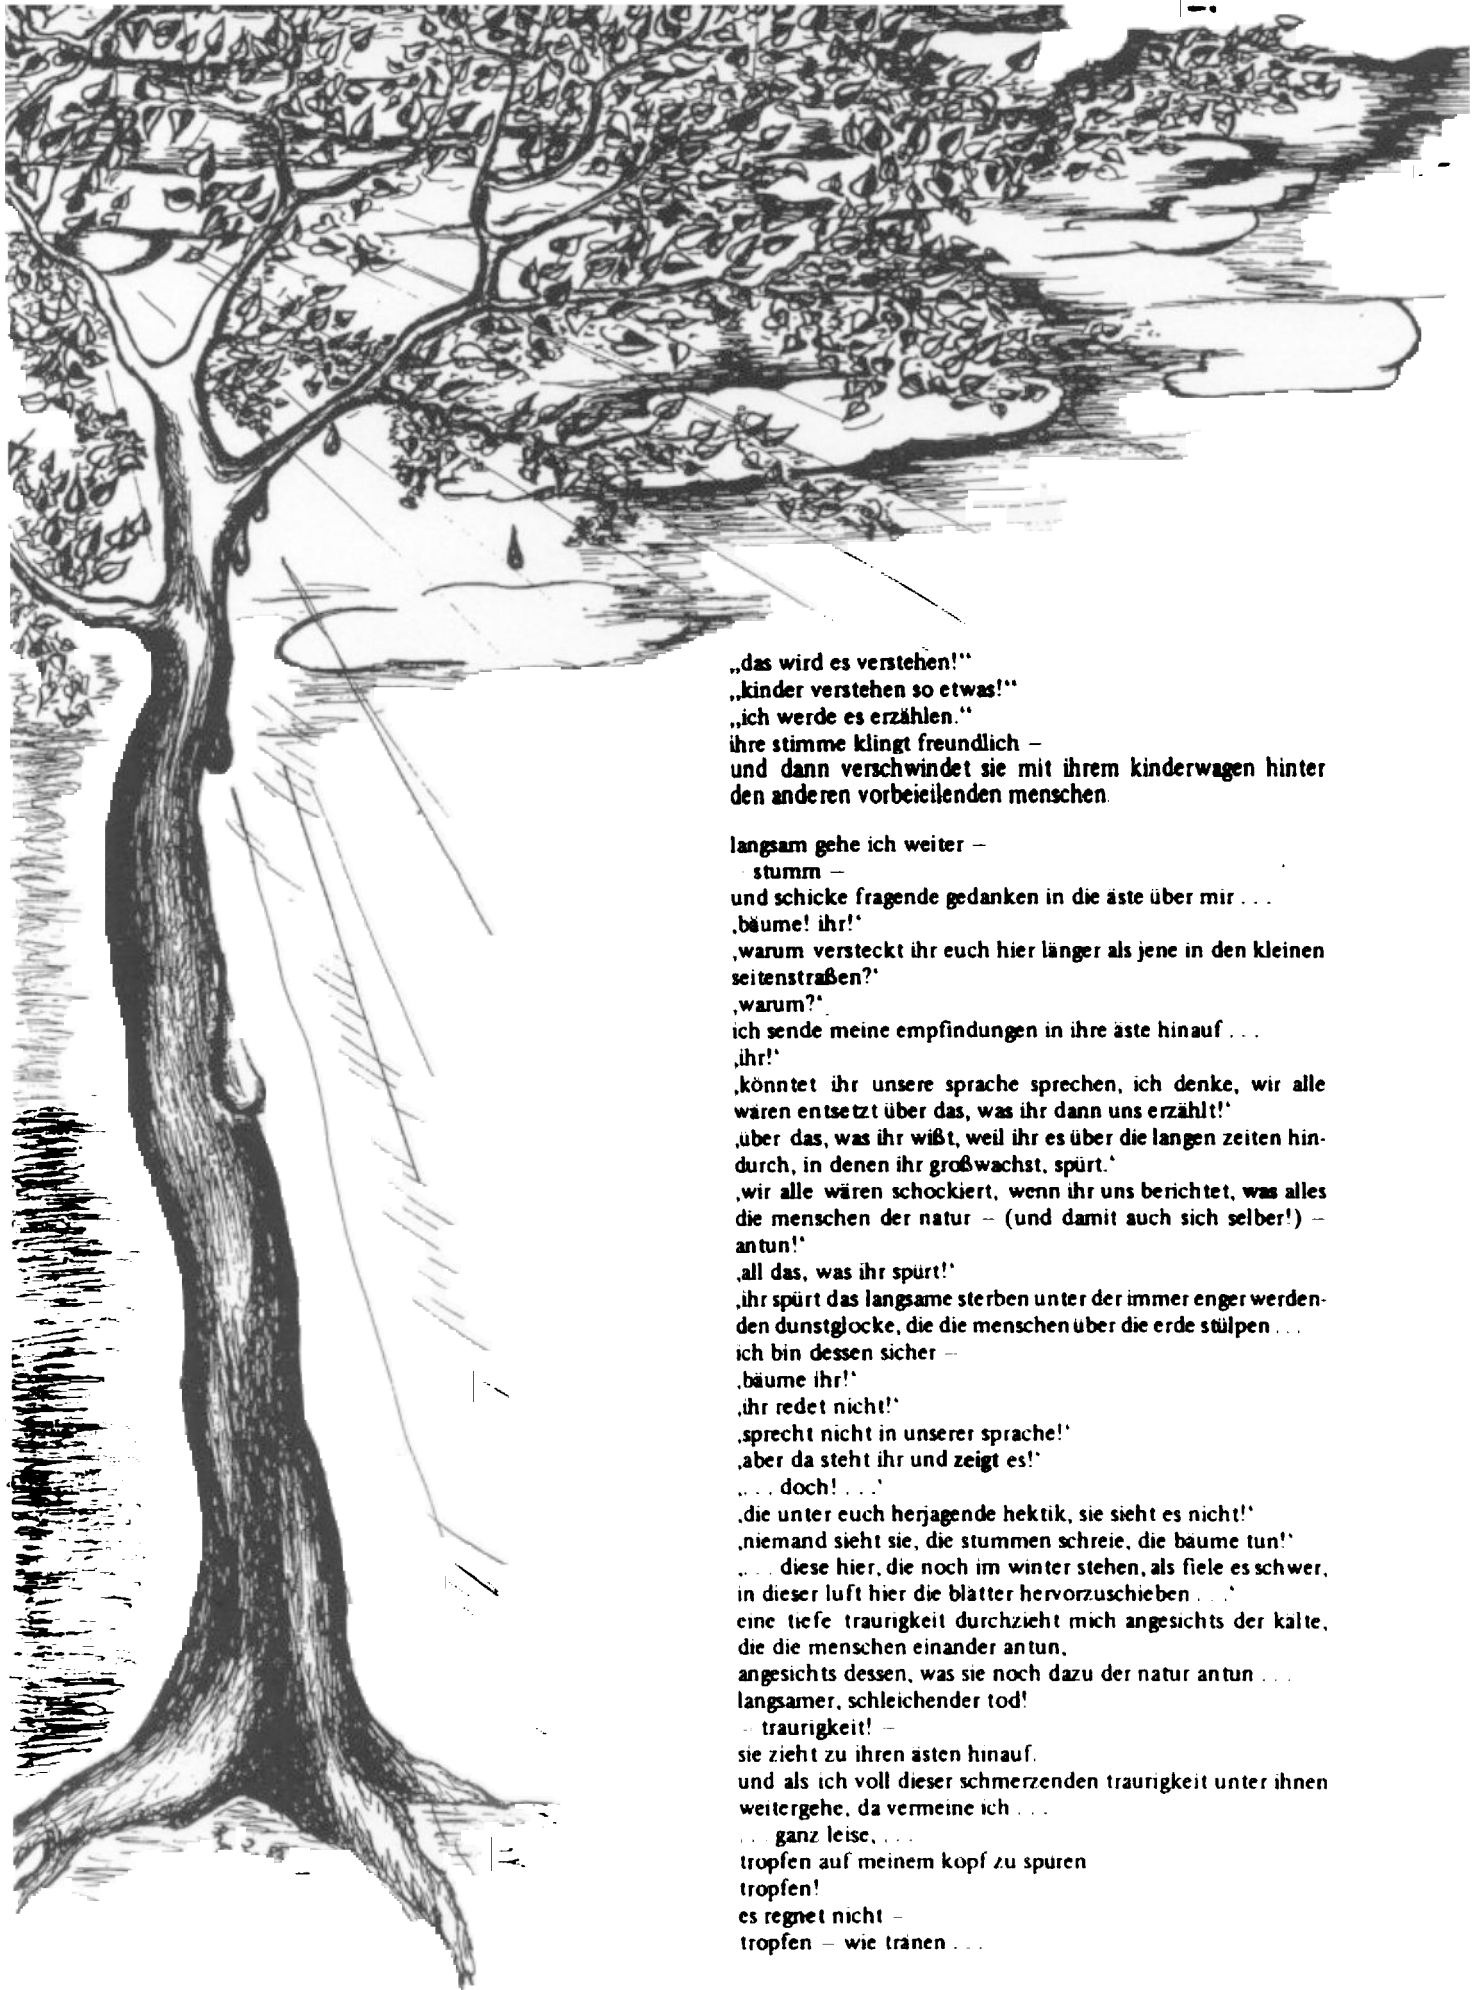 „das wird es verstehen!“
„kinder verstehen so etwas!“
„ich werde es erzählen.“
ihre stimme klingt freundlich –
und dann verschwindet sie mit ihrem kinderwagen hinter
den anderen vorbeieilenden menschen.
langsam gehe ich weiter –
stumm –
und schicke fragende gedanken in die äste über mir . . .
‚bäume! ihr!‘
‚warum versteckt ihr euch hier länger als jene in den kleinen
seitenstraßen?‘
‚warum?‘
ich sende meine empfindungen in ihre äste hinauf . . .
‚ihr!‘
‚könntet ihr unsere sprache sprechen, ich denke, wir alle
wären entsetzt über das, was ihr dann uns erzählt!‘
‚über das, was ihr wißt, weil ihr es über die langen zeiten hin-
durch, in denen ihr großwachst, spürt.‘
‚wir alle wären schockiert, wenn ihr uns berichtet, was alles
die menschen der natur – (und damit auch sich selber!) –
antun!‘
‚all das, was ihr spürt!‘
‚ihr spürt das langsame sterben unter der immer enger werden-
den dunstglocke, die die menschen über die erde stülpen . . .
ich bin dessen sicher –
‚bäume ihr!‘
‚ihr redet nicht!‘
‚sprecht nicht in unserer sprache!‘
‚aber da steht ihr und zeigt es!‘
‚. . . doch! . . .‘
‚die unter euch herjagende hektik, sie sieht es nicht!‘
‚niemand sieht sie, die stummen schreie, die bäume tun!‘
‚. . . diese hier, die noch im winter stehen, als fiele es schwer,
in dieser luft hier die blätter hervorzuschieben . . .‘
eine tiefe traurigkeit durchzieht mich angesichts der kälte,
die die menschen einander antun,
angesichts dessen, was sie noch dazu der natur antun . . .
langsamer, schleichender tod!
– traurigkeit! –
sie zieht zu ihren ästen hinauf.
und als ich voll dieser schmerzenden traurigkeit unter ihnen
weitergehe, da vermeine ich . . .
. . . ganz leise, . . .
tropfen auf meinem kopf zu spüren
tropfen!
es regnet nicht –
tropfen – wie tränen . . .